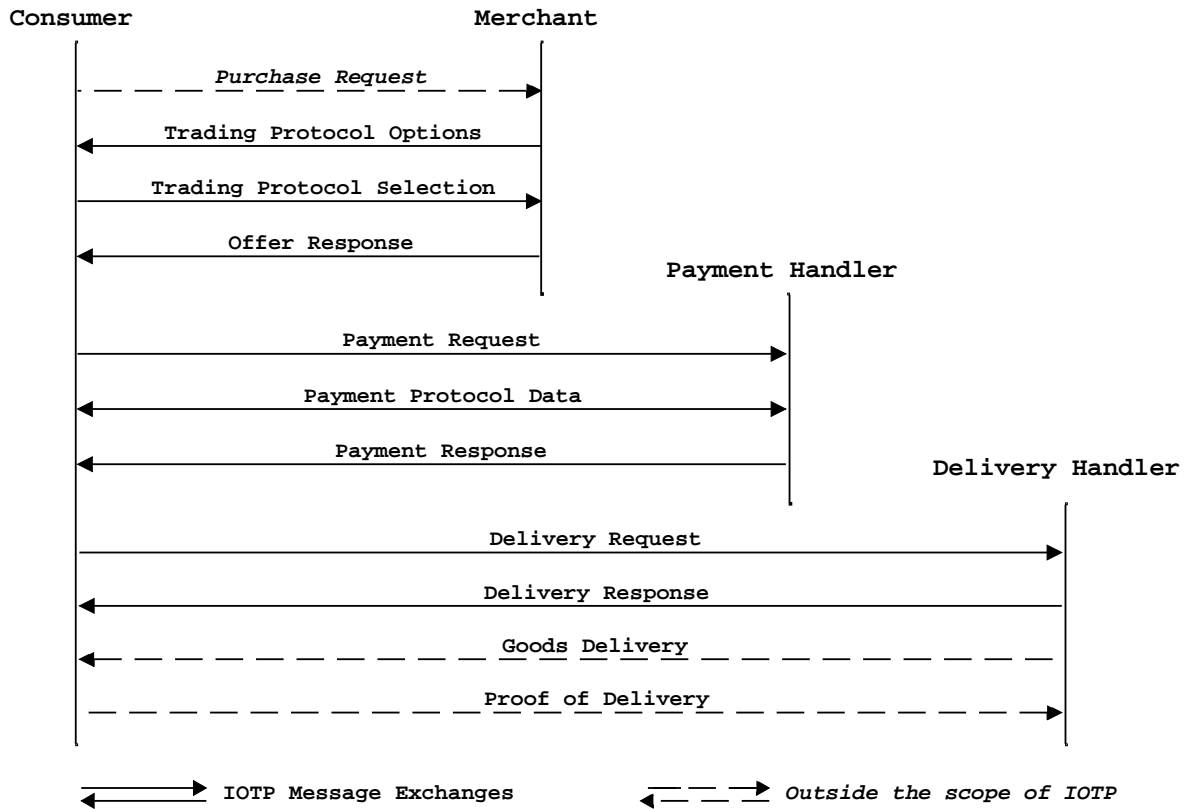 Consumer Merchant
Purchase Request
Trading Protocol Options
Trading Protocol Selection
Offer Response
Payment Handler
Payment Request
Payment Protocol Data
Payment Response
Delivery Handler
Delivery Request
Delivery Response
Goods Delivery
Proof of Delivery
IOTP Message Exchanges Outside the scope of IOTP